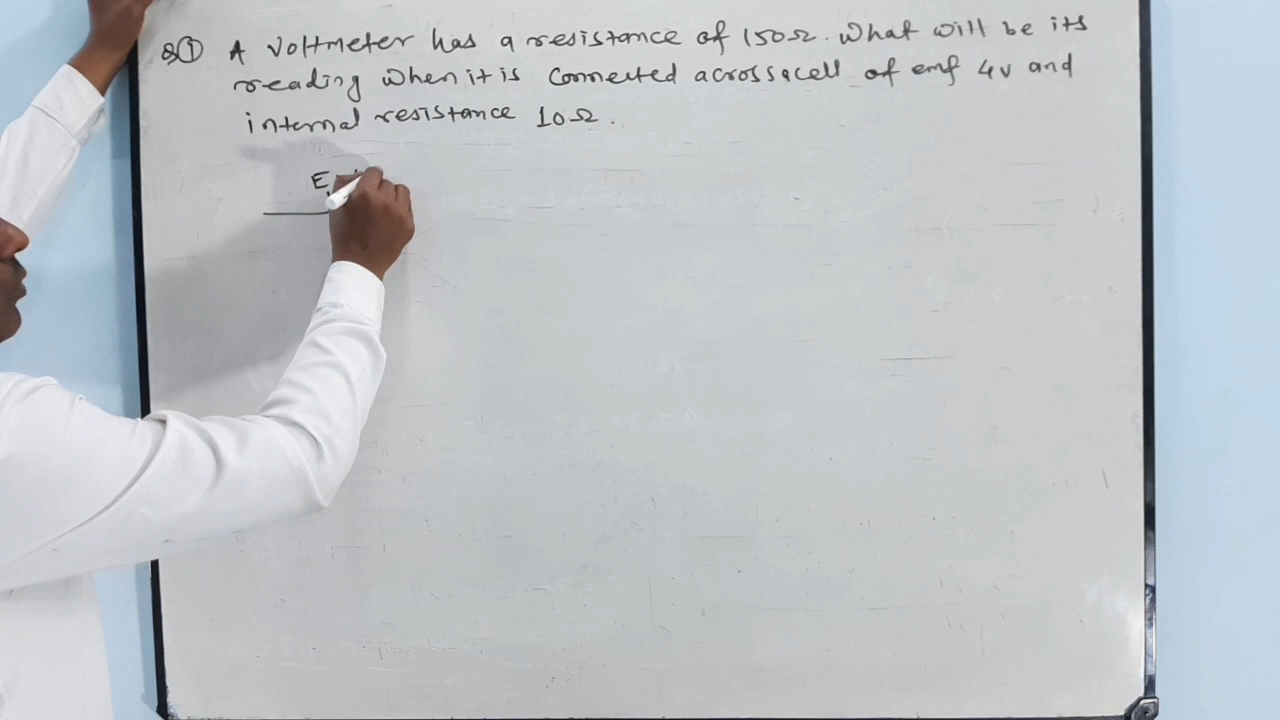 Q① A voltmeter has a resistance of 150Ω. What will be its
reading when it is connected across a cell of emf 4v and
internal resistance 10Ω.
E